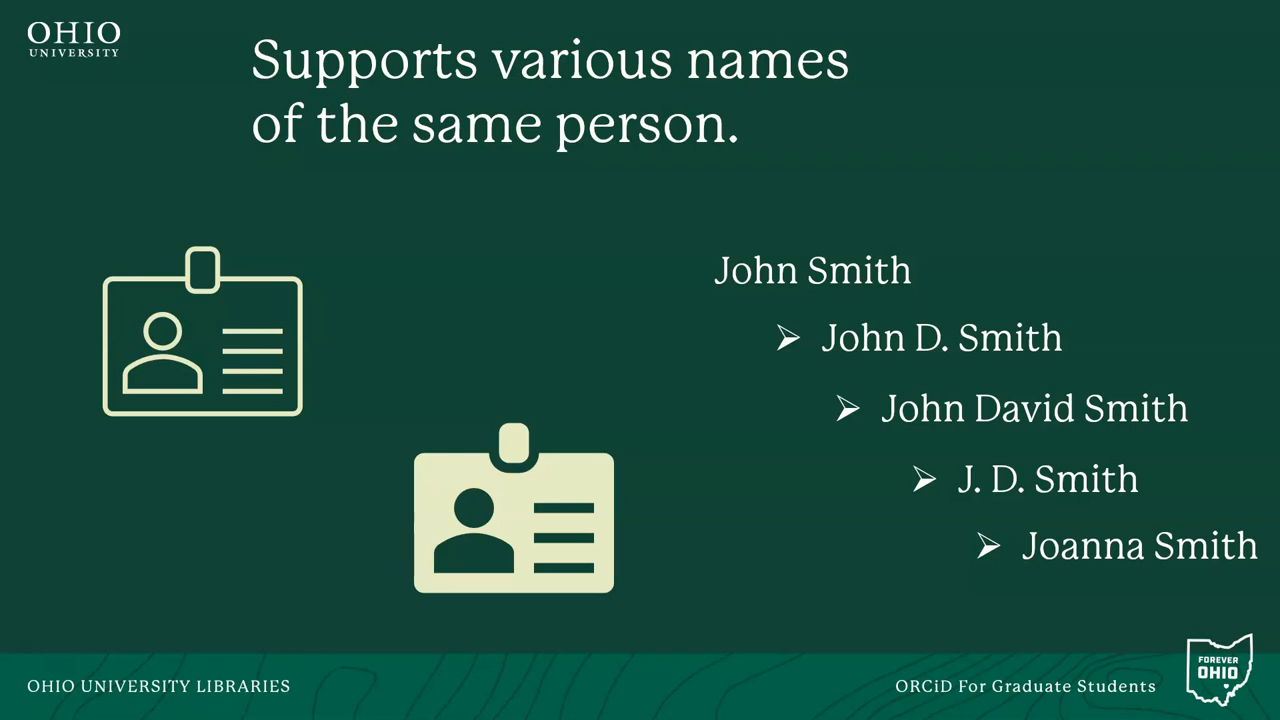 OHIO
UNIVERSITY
Supports various names
of the same person.
John Smith
➢ John D. Smith
➢ John David Smith
➢ J. D. Smith
➢ Joanna Smith
OHIO UNIVERSITY LIBRARIES
ORCiD For Graduate Students
FOREVER
OHIO